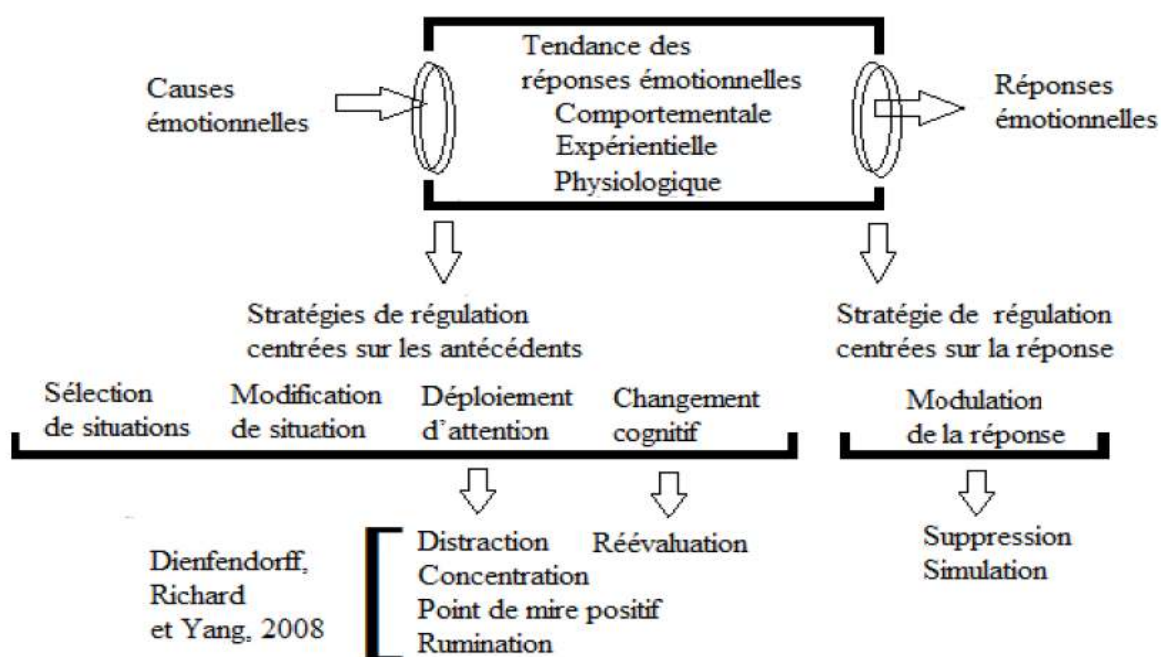 Causes
émotionnelles
Tendance des
réponses émotionnelles
Comportementale
Expérientielle
Physiologique
Réponses
émotionnelles
Stratégies de régulation
centrées sur les antécédents
Stratégie de régulation
centrées sur la réponse
Sélection
de situations
Modification
de situation
Déploiement
d'attention
Changement
cognitif
Modulation
de la réponse
Dienfendorff,
Richard
et Yang, 2008
Distraction
Concentration
Point de mire positif
Rumination
Réévaluation
Suppression
Simulation